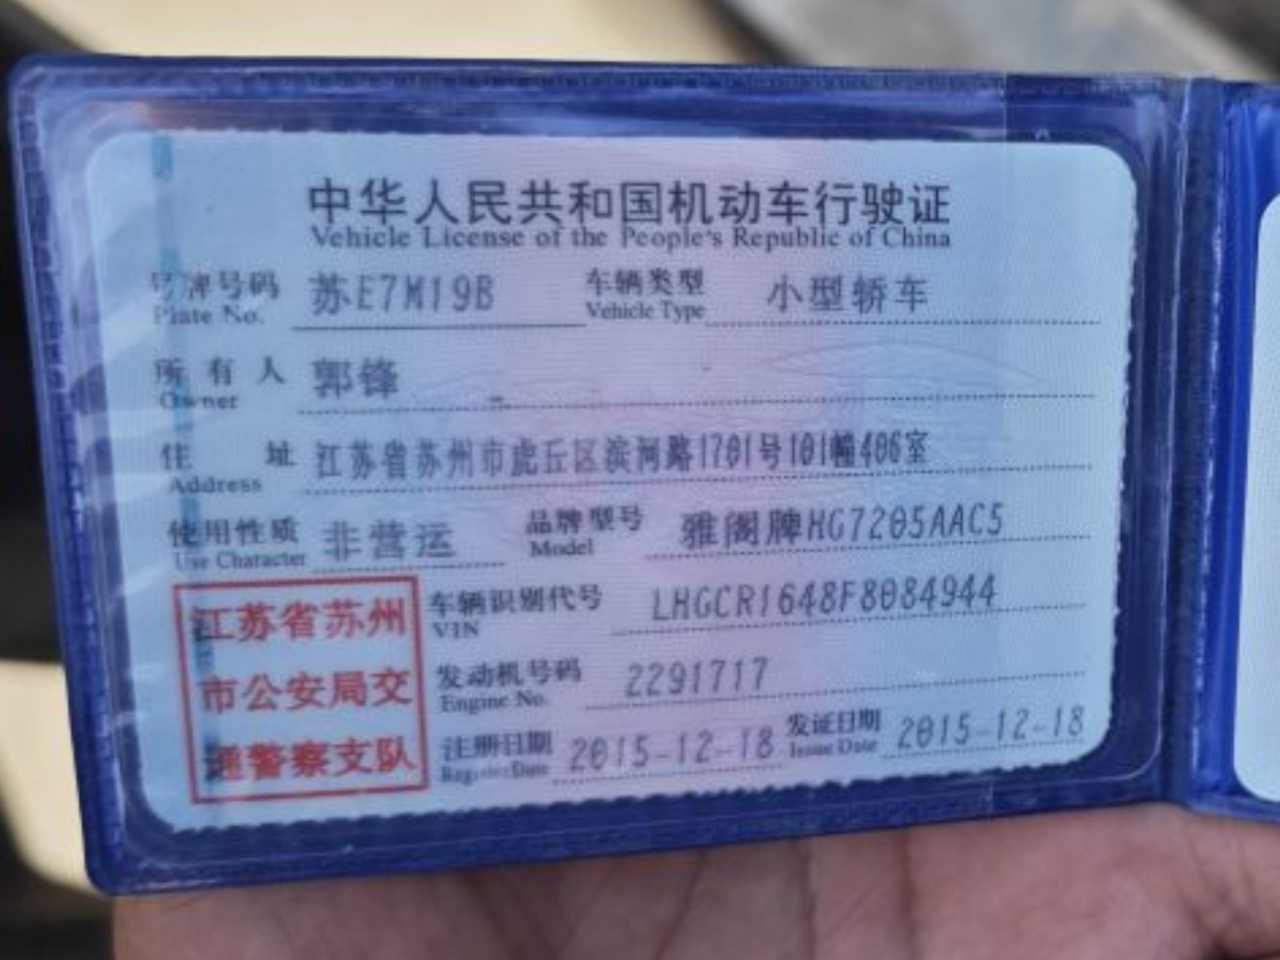 中华人民共和国机动车行驶证
Vehicle License of the People's Republic of China
号牌号码 苏E7M19B 车辆类型 小型轿车
Plate No. Vehicle Type
所有人 郭锋
Owner
住址 江苏省苏州市虎丘区滨河路1701号101幢406室
Address
使用性质 非营运 品牌型号 雅阁牌HG7205AAC5
Use Character Model
江苏省苏州
市公安局交
通警察支队
车辆识别代号 LHGCR1648F8084944
VIN
发动机号码 2291717
Engine No.
注册日期 2015-12-18 发证日期 2015-12-18
Register Date Issue Date